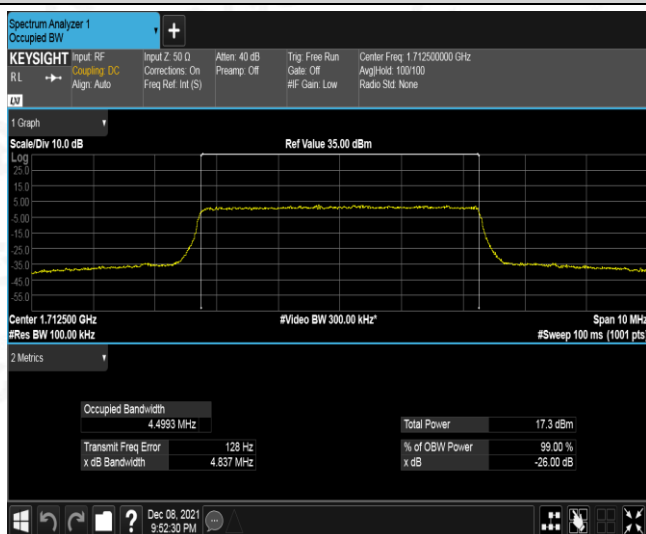 Spectrum Analyzer 1
Occupied BW
+
KEYSIGHT
R L
LXI
Input: RF
Coupling: DC
Align: Auto
Input Z: 50 Ω
Corrections: On
Freq Ref: Int (S)
Atten: 40 dB
Preamp: Off
Trig: Free Run
Gate: Off
#IF Gain: Low
Center Freq: 1.712500000 GHz
Avg|Hold: 100/100
Radio Std: None
1 Graph
Scale/Div 10.0 dB
Ref Value 35.00 dBm
Log
25.0
15.0
5.00
-5.00
-15.0
-25.0
-35.0
-45.0
-55.0
Center 1.712500 GHz
#Video BW 300.00 kHz*
Span 10 MHz
#Res BW 100.00 kHz
#Sweep 100 ms (1001 pts)
2 Metrics
Occupied Bandwidth
4.4993 MHz
Total Power 17.3 dBm
Transmit Freq Error 128 Hz
% of OBW Power 99.00 %
x dB Bandwidth 4.837 MHz
x dB -26.00 dB
?
Dec 08, 2021
9:52:30 PM